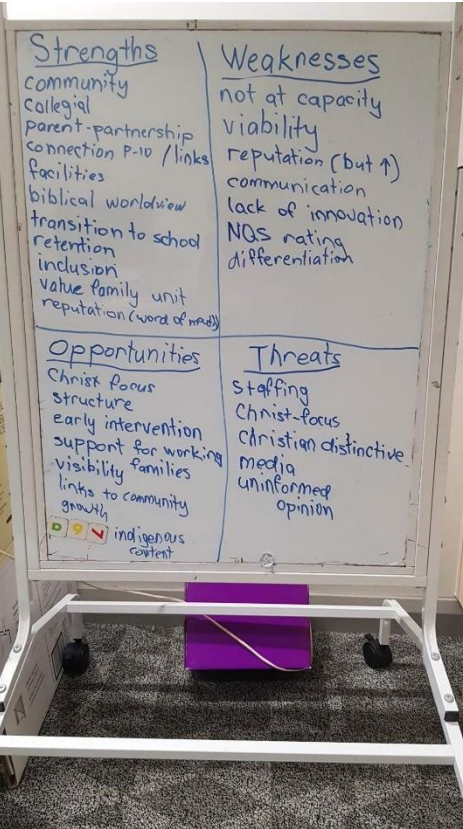 Strengths
community
collegial
parent-partnership
connection P-10 / links
facilities
biblical worldview
transition to school
retention
inclusion
value family unit
reputation (word of mouth)
Weaknesses
not at capacity
viability
reputation (but ↑)
communication
lack of innovation
NQS rating
differentiation
Opportunities
Christ focus
structure
early intervention
support for working
visibility families
links to community
growth
indigenous
content
Threats
Staffing
Christ-focus
Christian distinctive
media
uninformed
opinion